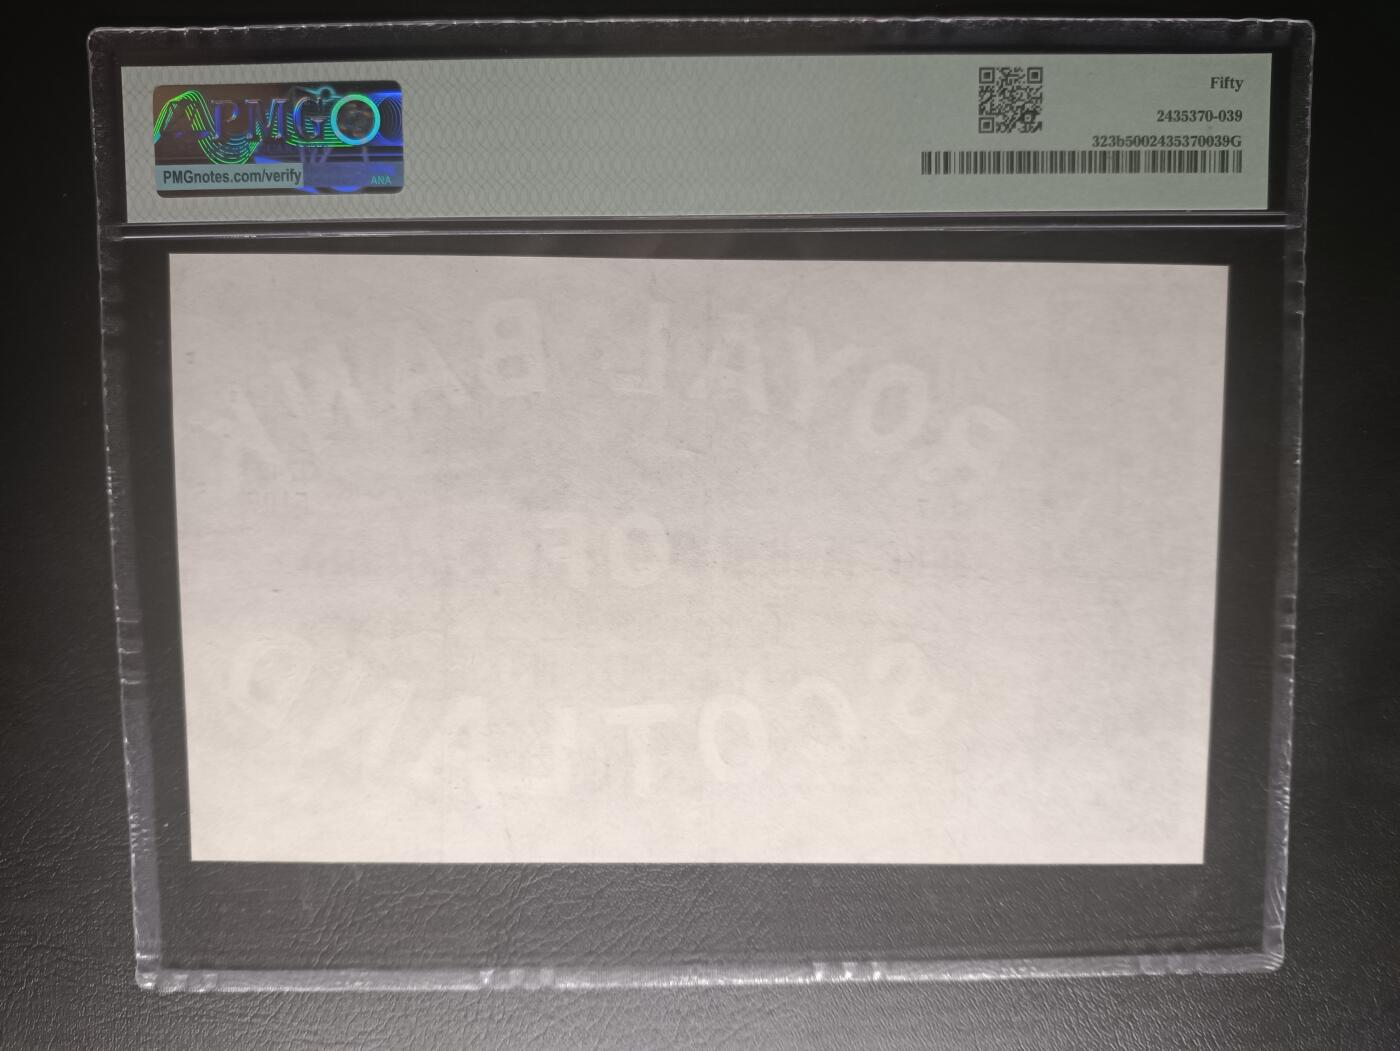 PMG
PMGnotes.com/verify
ANA
Fifty
2435370-039
323b5002435370039G
ROYAL BANK
OF
SCOTLAND